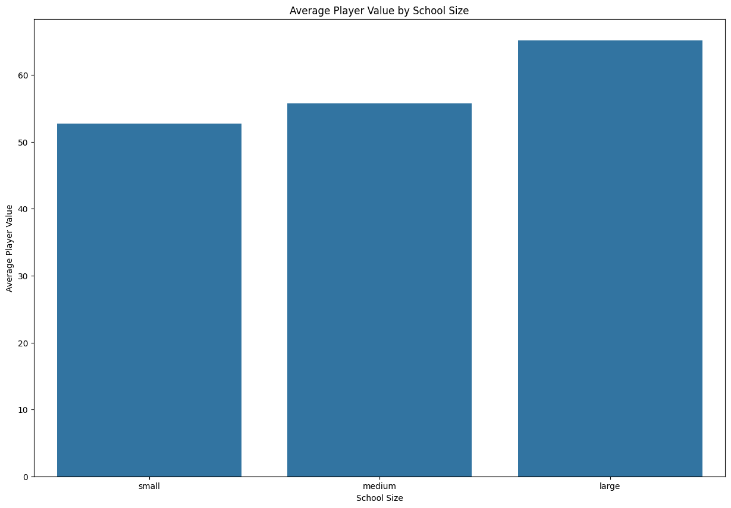 Average Player Value by School Size
Average Player Value
60
50
40
30
20
10
0
small
medium
large
School Size